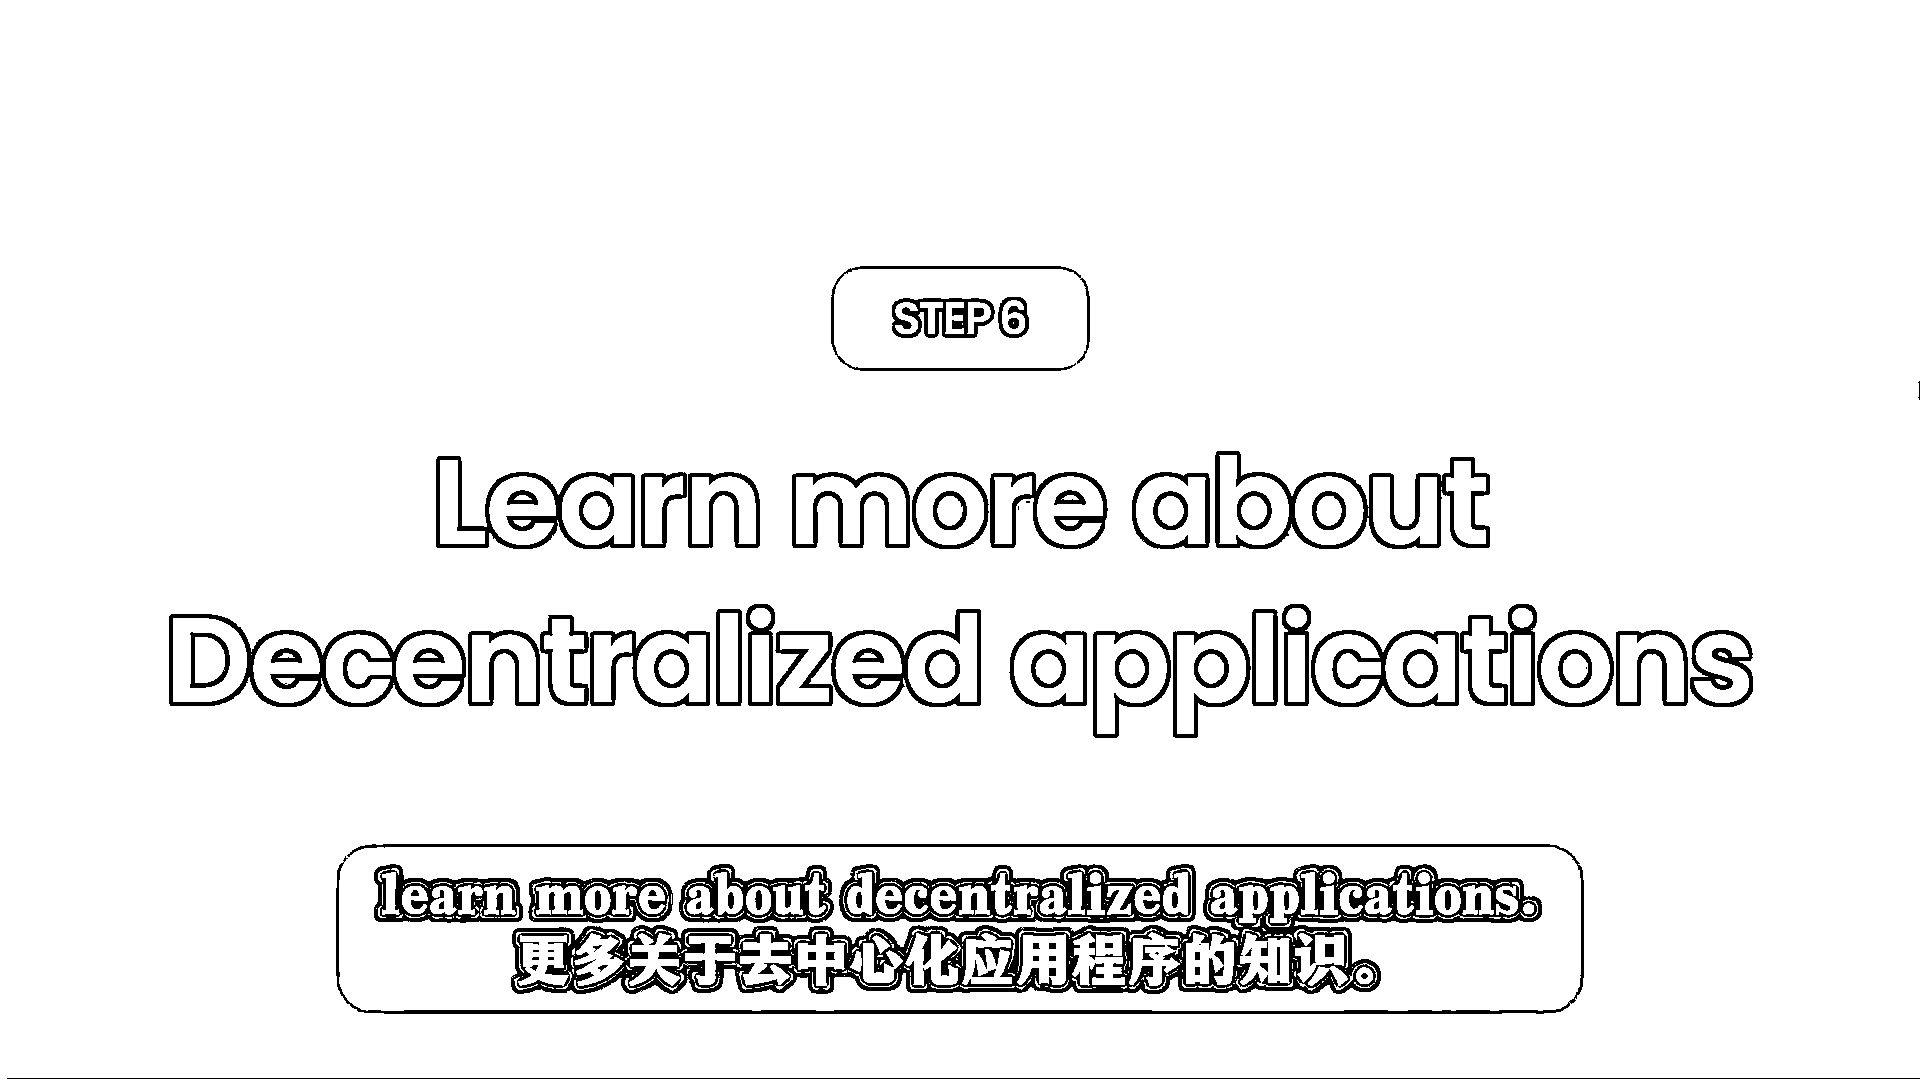 STEP 6
Learn more about
Decentralized applications
learn more about decentralized applications.
更多关于去中心化应用程序的知识。